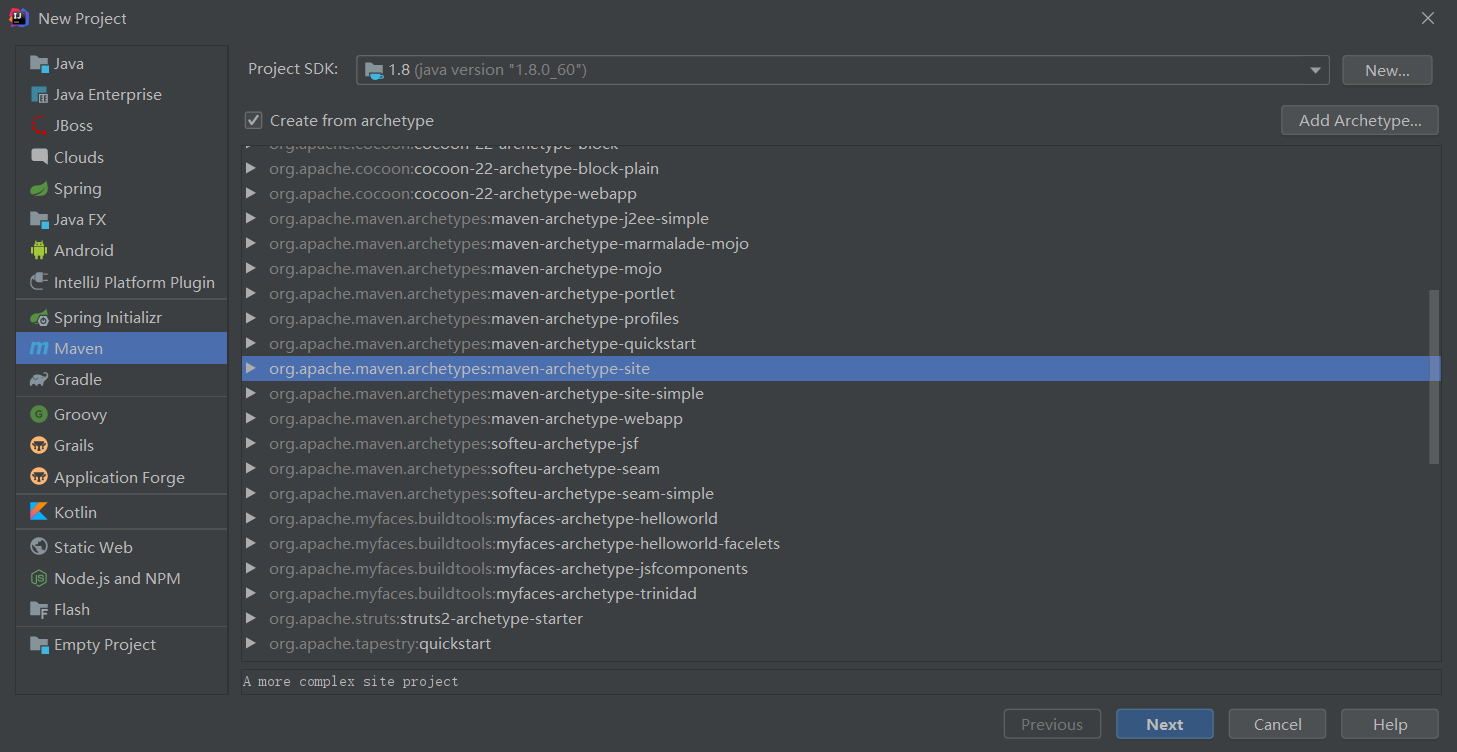 New Project
Java
Java Enterprise
JBoss
Clouds
Spring
Java FX
Android
IntelliJ Platform Plugin
Spring Initializr
Maven
Gradle
Groovy
Grails
Application Forge
Kotlin
Static Web
Node.js and NPM
Flash
Empty Project
Project SDK: 1.8 (java version "1.8.0_60") New...
Create from archetype Add Archetype...
org.apache.cocoon:cocoon-22-archetype-block
org.apache.cocoon:cocoon-22-archetype-block-plain
org.apache.cocoon:cocoon-22-archetype-webapp
org.apache.maven.archetypes:maven-archetype-j2ee-simple
org.apache.maven.archetypes:maven-archetype-marmalade-mojo
org.apache.maven.archetypes:maven-archetype-mojo
org.apache.maven.archetypes:maven-archetype-portlet
org.apache.maven.archetypes:maven-archetype-profiles
org.apache.maven.archetypes:maven-archetype-quickstart
org.apache.maven.archetypes:maven-archetype-site
org.apache.maven.archetypes:maven-archetype-site-simple
org.apache.maven.archetypes:maven-archetype-webapp
org.apache.maven.archetypes:softeu-archetype-jsf
org.apache.maven.archetypes:softeu-archetype-seam
org.apache.maven.archetypes:softeu-archetype-seam-simple
org.apache.myfaces.buildtools:myfaces-archetype-helloworld
org.apache.myfaces.buildtools:myfaces-archetype-helloworld-facelets
org.apache.myfaces.buildtools:myfaces-archetype-jsfcomponents
org.apache.myfaces.buildtools:myfaces-archetype-trinidad
org.apache.struts:struts2-archetype-starter
org.apache.tapestry:quickstart
A more complex site project
Previous Next Cancel Help